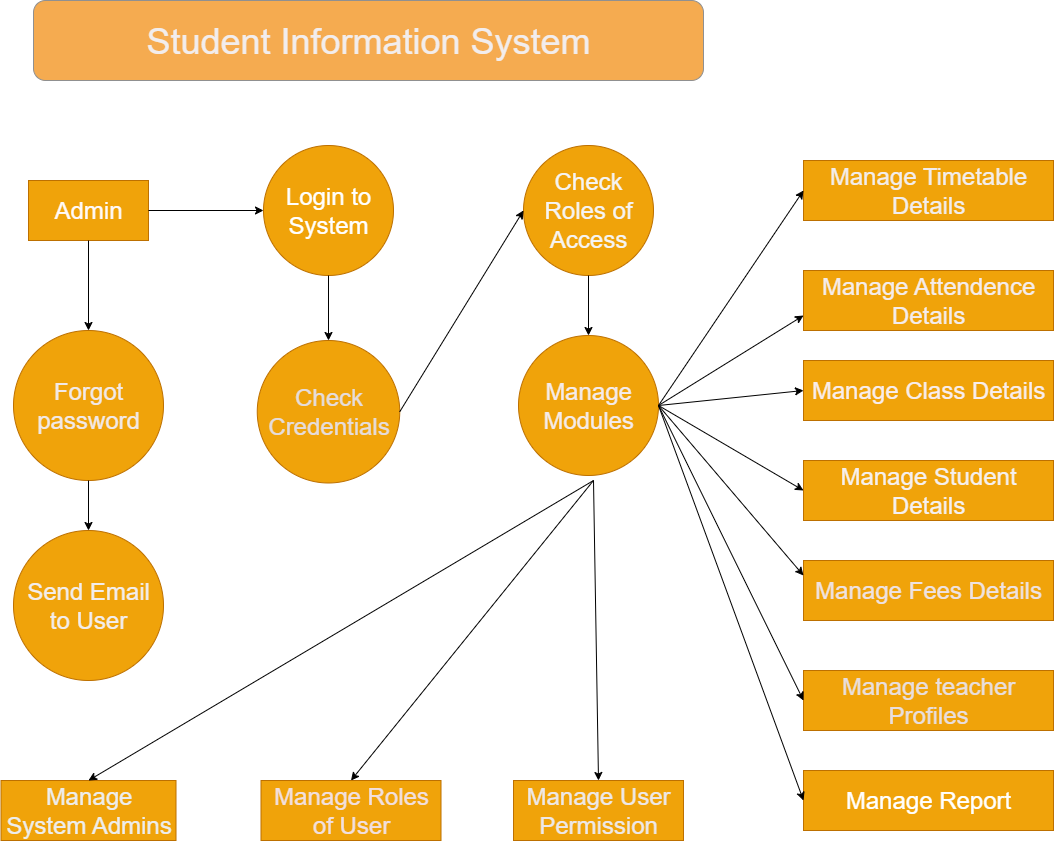 Student Information System
Admin
Login to
System
Check
Roles of
Access
Manage Timetable
Details
Manage Attendence
Details
Forgot
password
Check
Credentials
Manage
Modules
Manage Class Details
Manage Student
Details
Send Email
to User
Manage Fees Details
Manage teacher
Profiles
Manage
System Admins
Manage Roles
of User
Manage User
Permission
Manage Report